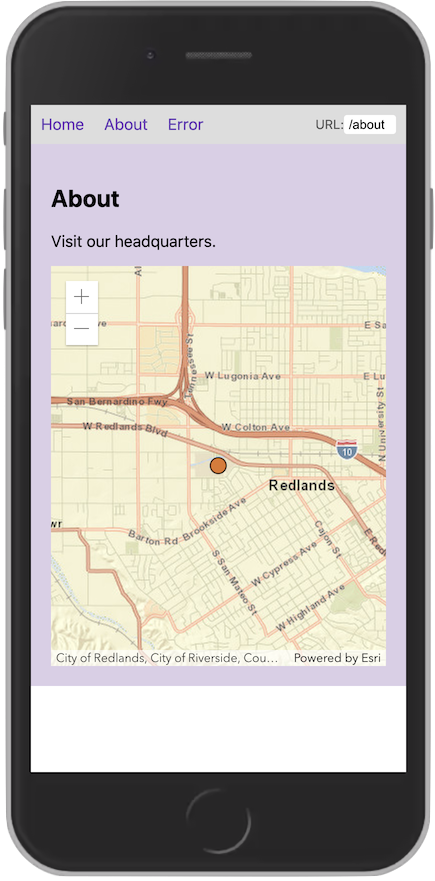 Home About Error URL: /about
About
Visit our headquarters.
+
Tennessee St
W Lugonia Ave
San Bernardino Fwy
W Colton Ave
W Redlands Blvd
N University St
10
Redlands
Barton Rd
Brookside Ave
Cajon St
S San Mateo St
W Cypress Ave
W Highland Ave
City of Redlands, City of Riverside, Cou…
Powered by Esri